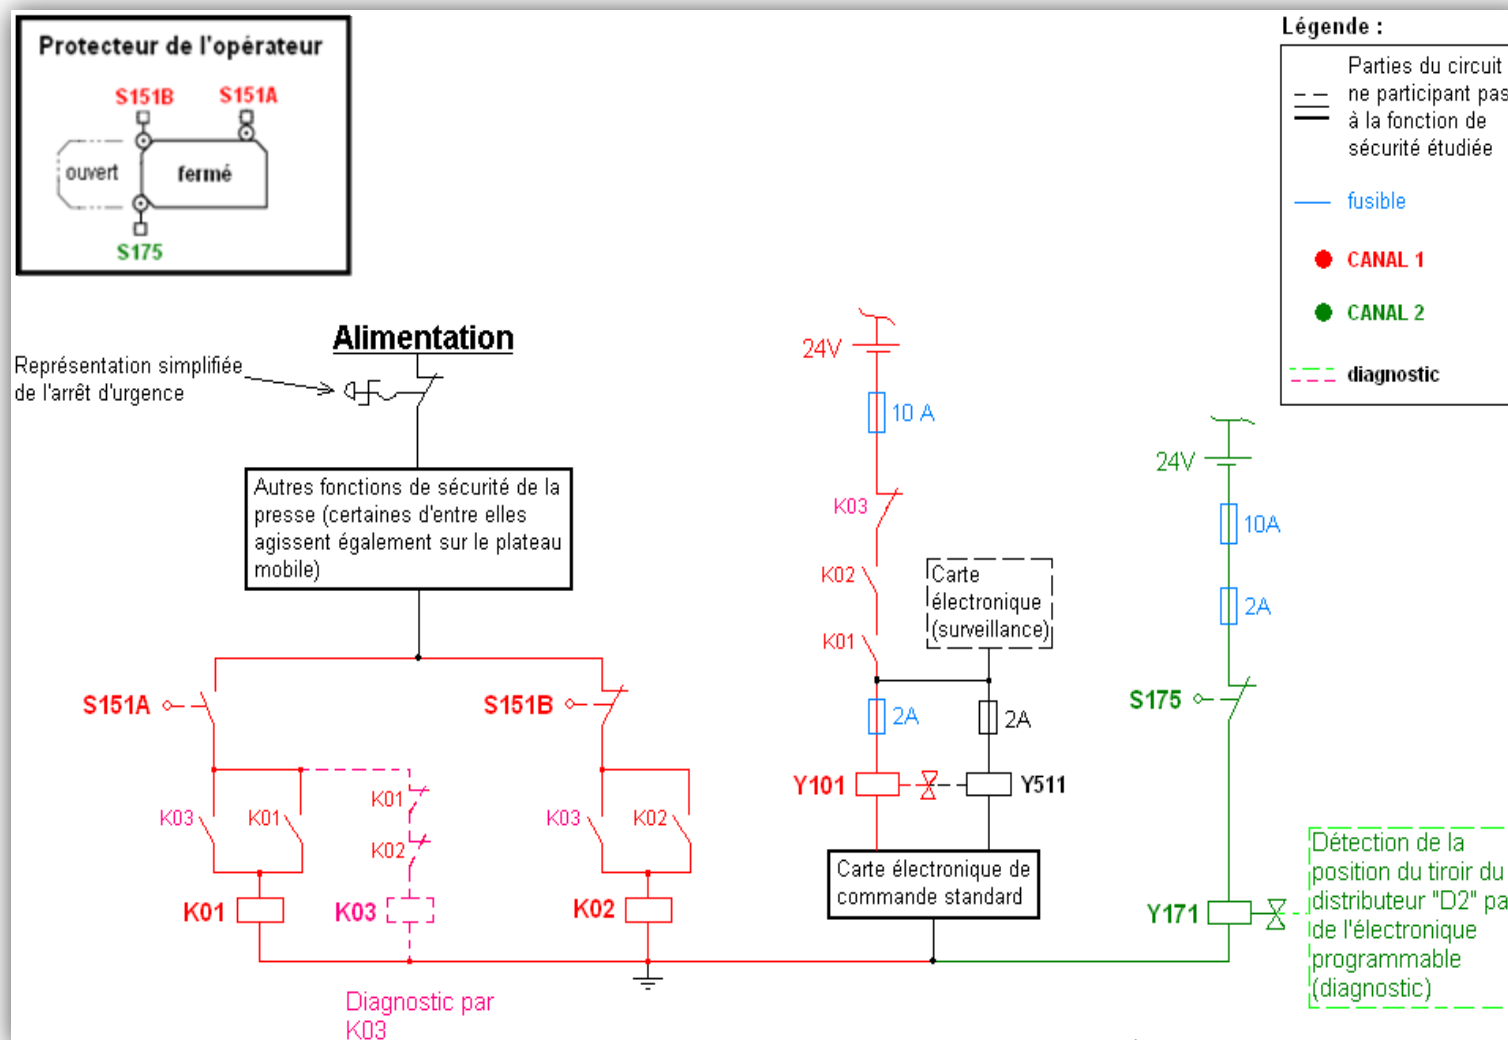 Protecteur de l'opérateur
S151B
S151A
ouvert
fermé
S175
Légende :
Parties du circuit
ne participant pas
à la fonction de
sécurité étudiée
fusible
CANAL 1
CANAL 2
diagnostic
Alimentation
Représentation simplifiée
de l'arrêt d'urgence
Autres fonctions de sécurité de la
presse (certaines d'entre elles
agissent également sur le plateau
mobile)
S151A
S151B
K03
K01
K01
K02
K03
K02
K01
K03
K02
Diagnostic par
K03
24V
10 A
K03
K02
K01
Carte
électronique
(surveillance)
2A
2A
Y101
Y511
Carte électronique de
commande standard
24V
10A
2A
S175
Y171
Détection de la
position du tiroir du
distributeur "D2" pa
de l'électronique
programmable
(diagnostic)